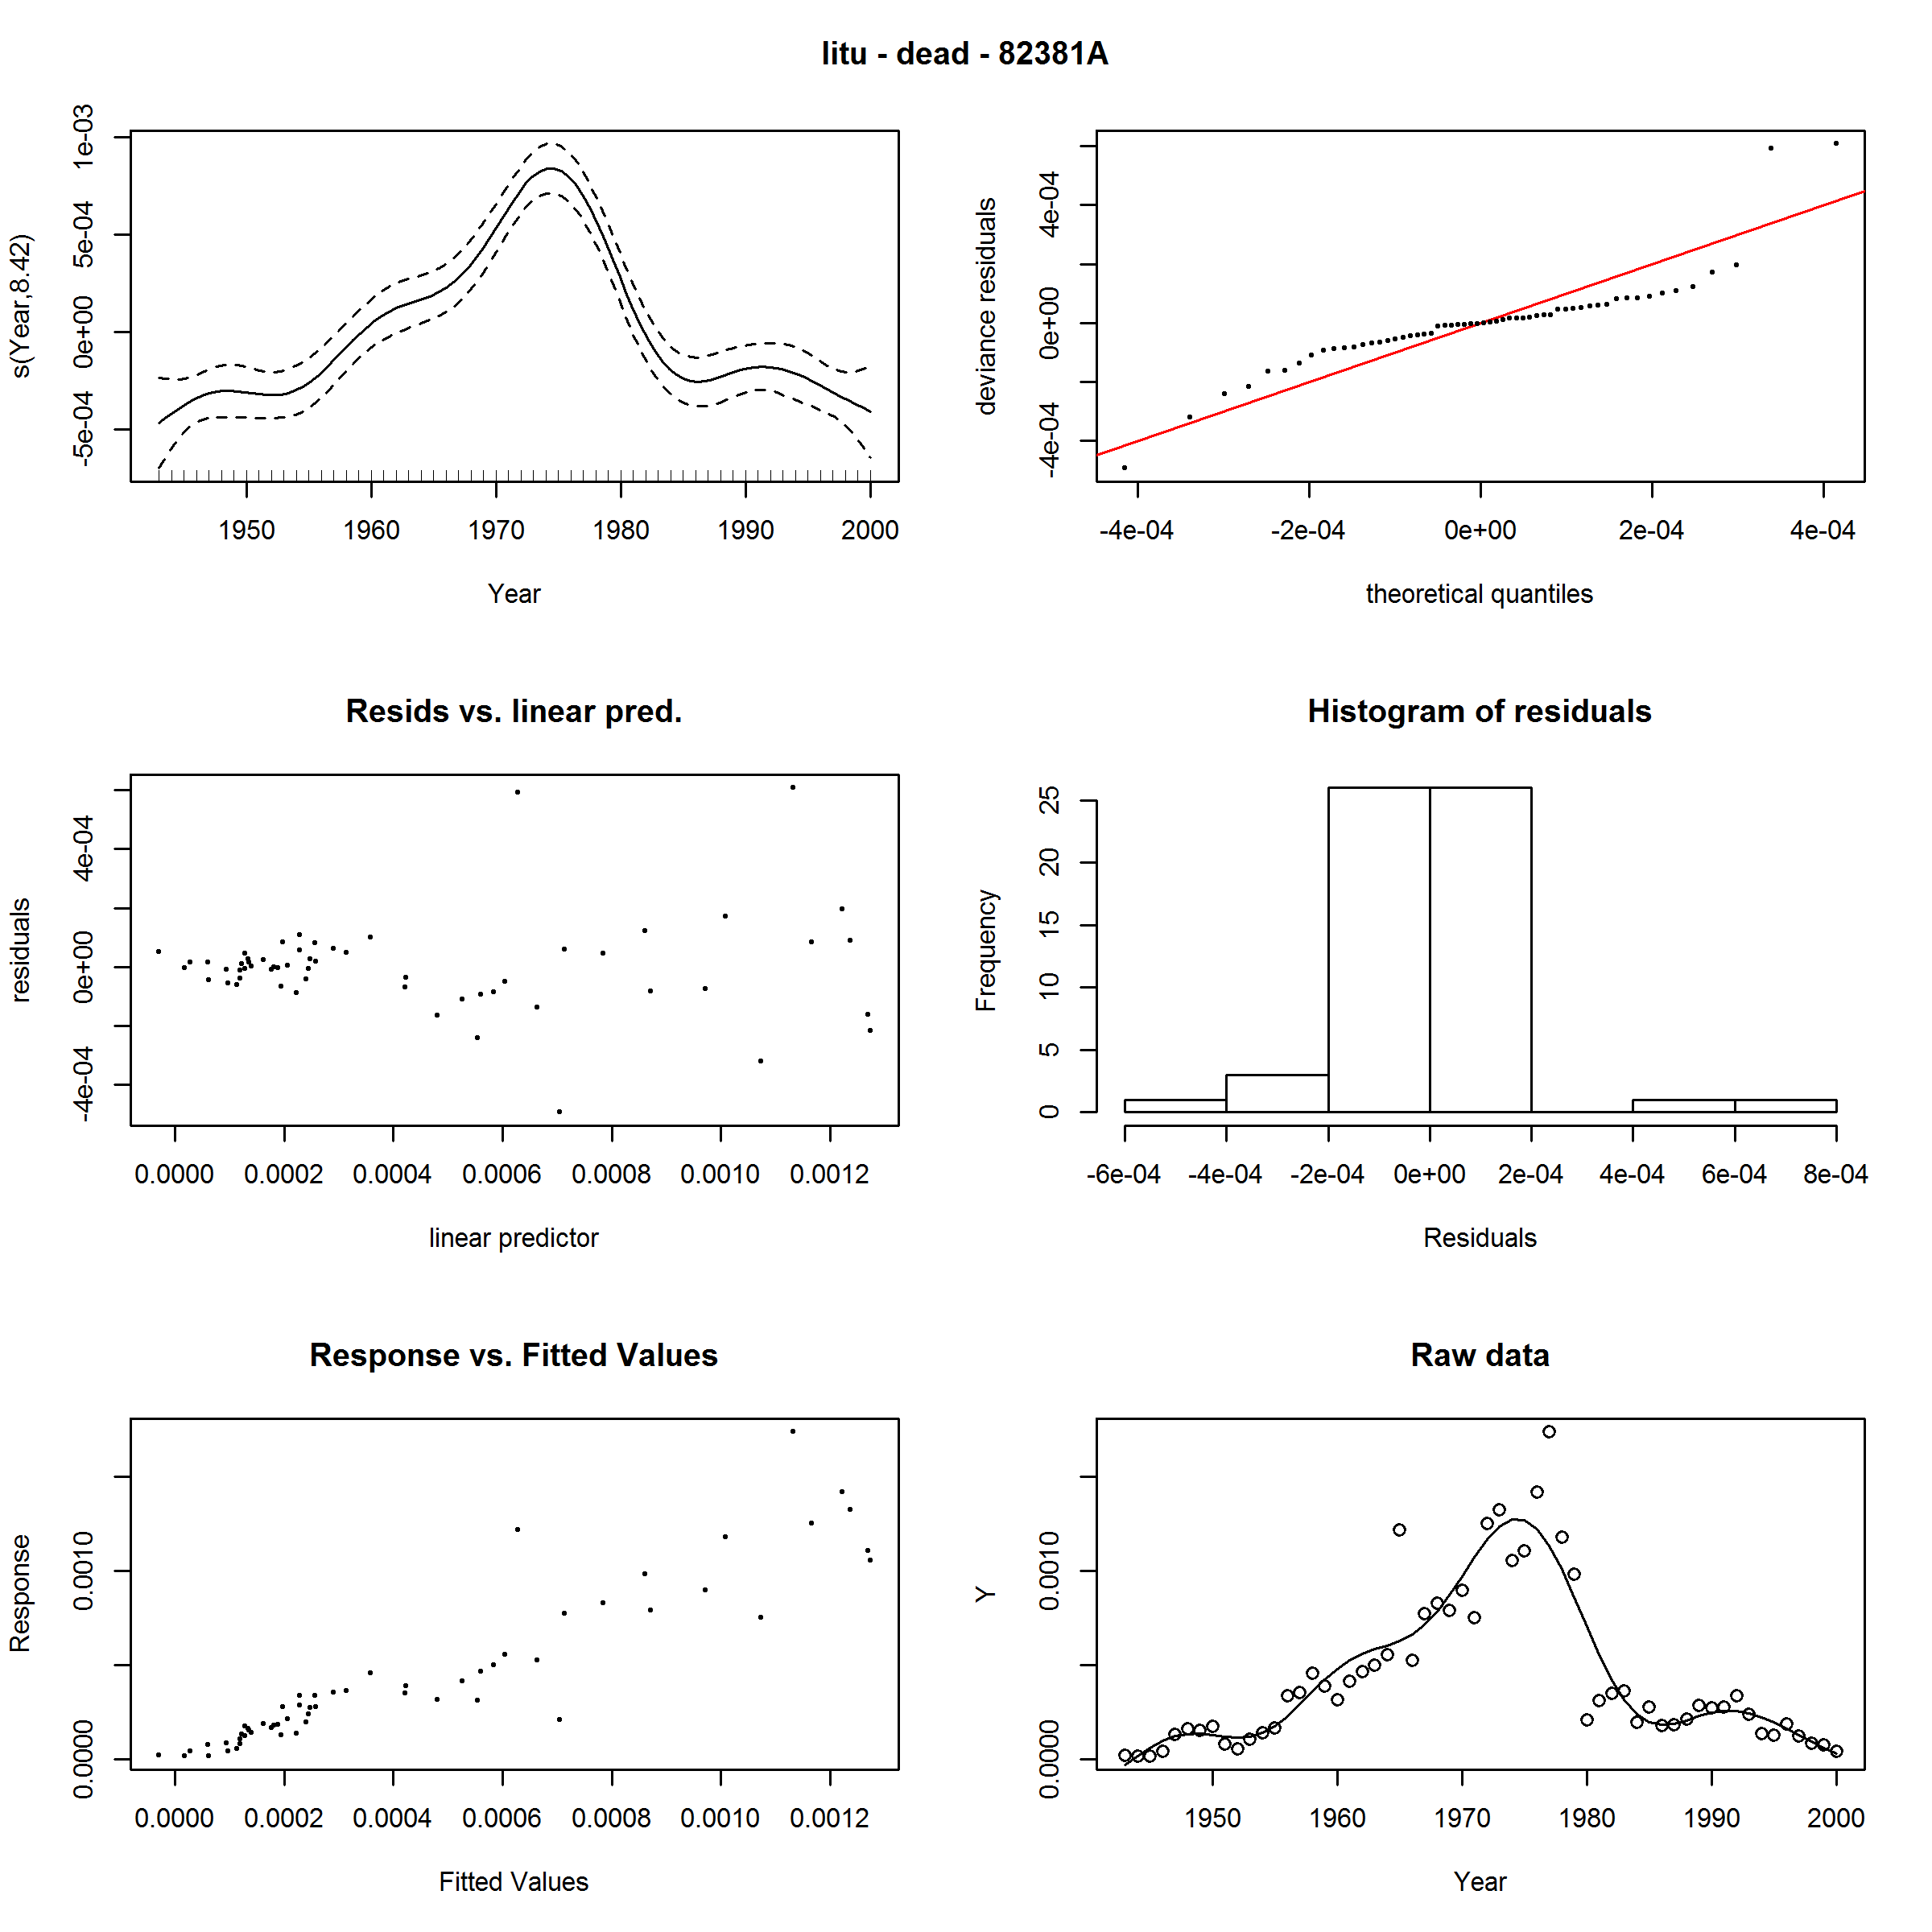 litu - dead - 82381A
s(Year,8.42)
-5e-04 0e+00 5e-04 1e-03
1950 1960 1970 1980 1990 2000
Year
deviance residuals
-4e-04 0e+00 4e-04
-4e-04 -2e-04 0e+00 2e-04 4e-04
theoretical quantiles
Resids vs. linear pred.
residuals
-4e-04 0e+00 4e-04
0.0000 0.0002 0.0004 0.0006 0.0008 0.0010 0.0012
linear predictor
Histogram of residuals
Frequency
0 5 10 15 20 25
-6e-04 -4e-04 -2e-04 0e+00 2e-04 4e-04 6e-04 8e-04
Residuals
Response vs. Fitted Values
Response
0.0000 0.0010
0.0000 0.0002 0.0004 0.0006 0.0008 0.0010 0.0012
Fitted Values
Raw data
Y
0.0000 0.0010
1950 1960 1970 1980 1990 2000
Year